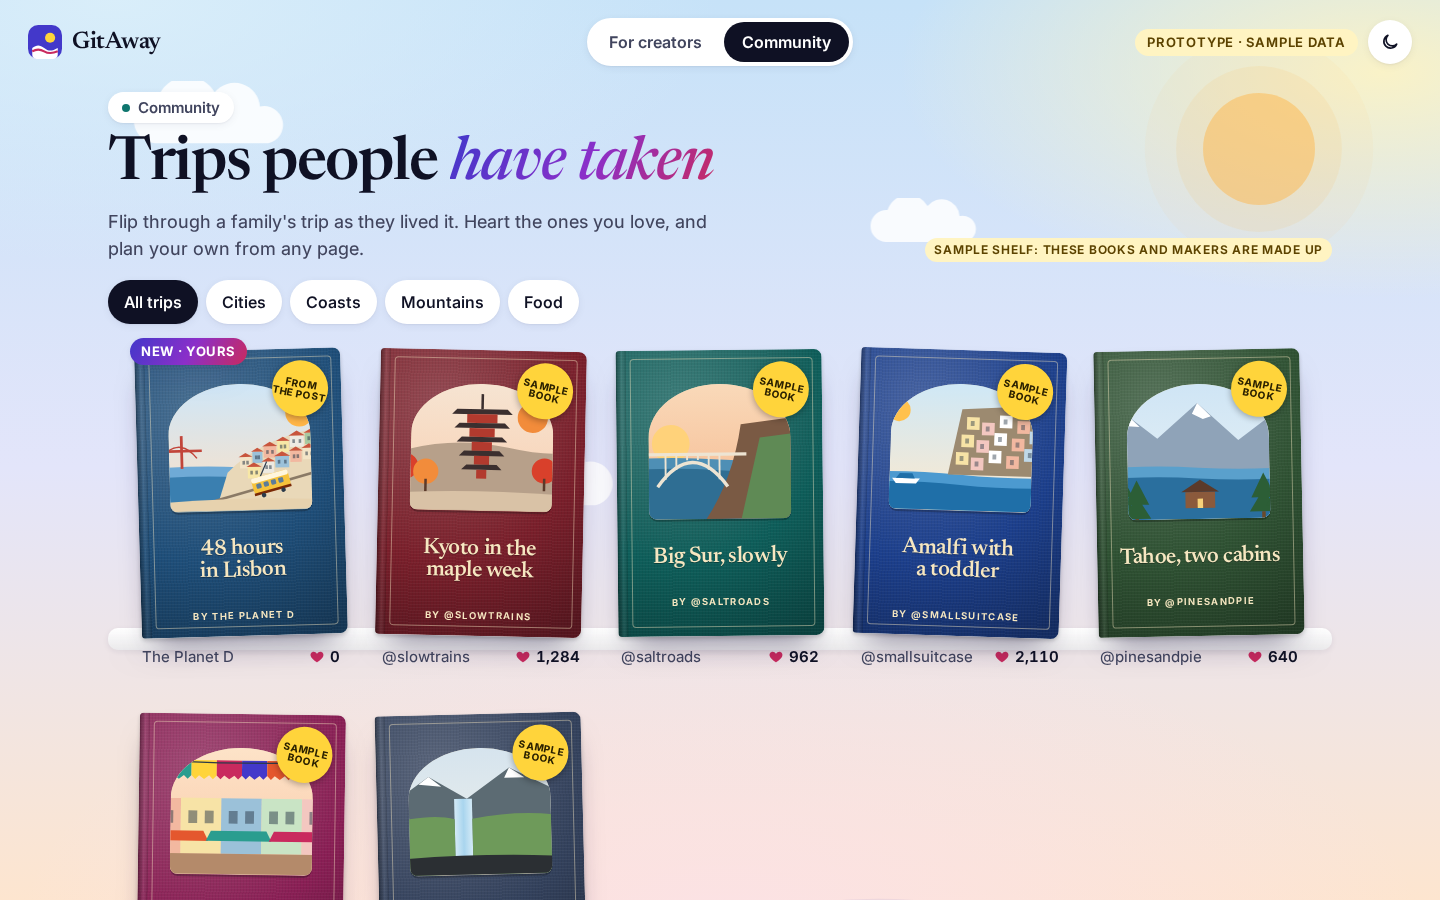 GitAway
For creators
Community
PROTOTYPE · SAMPLE DATA
Community
Trips people have taken
Flip through a family's trip as they lived it. Heart the ones you love, and
plan your own from any page.
SAMPLE SHELF: THESE BOOKS AND MAKERS ARE MADE UP
All trips
Cities
Coasts
Mountains
Food
NEW · YOURS
FROM
THE POST
48 hours
in Lisbon
BY THE PLANET D
The Planet D
0
SAMPLE
BOOK
Kyoto in the
maple week
BY @SLOWTRAINS
@slowtrains
1,284
SAMPLE
BOOK
Big Sur, slowly
BY @SALTROADS
@saltroads
962
SAMPLE
BOOK
Amalfi with
a toddler
BY @SMALLSUITCASE
@smallsuitcase
2,110
SAMPLE
BOOK
Tahoe, two cabins
BY @PINESANDPIE
@pinesandpie
640
SAMPLE
BOOK
SAMPLE
BOOK